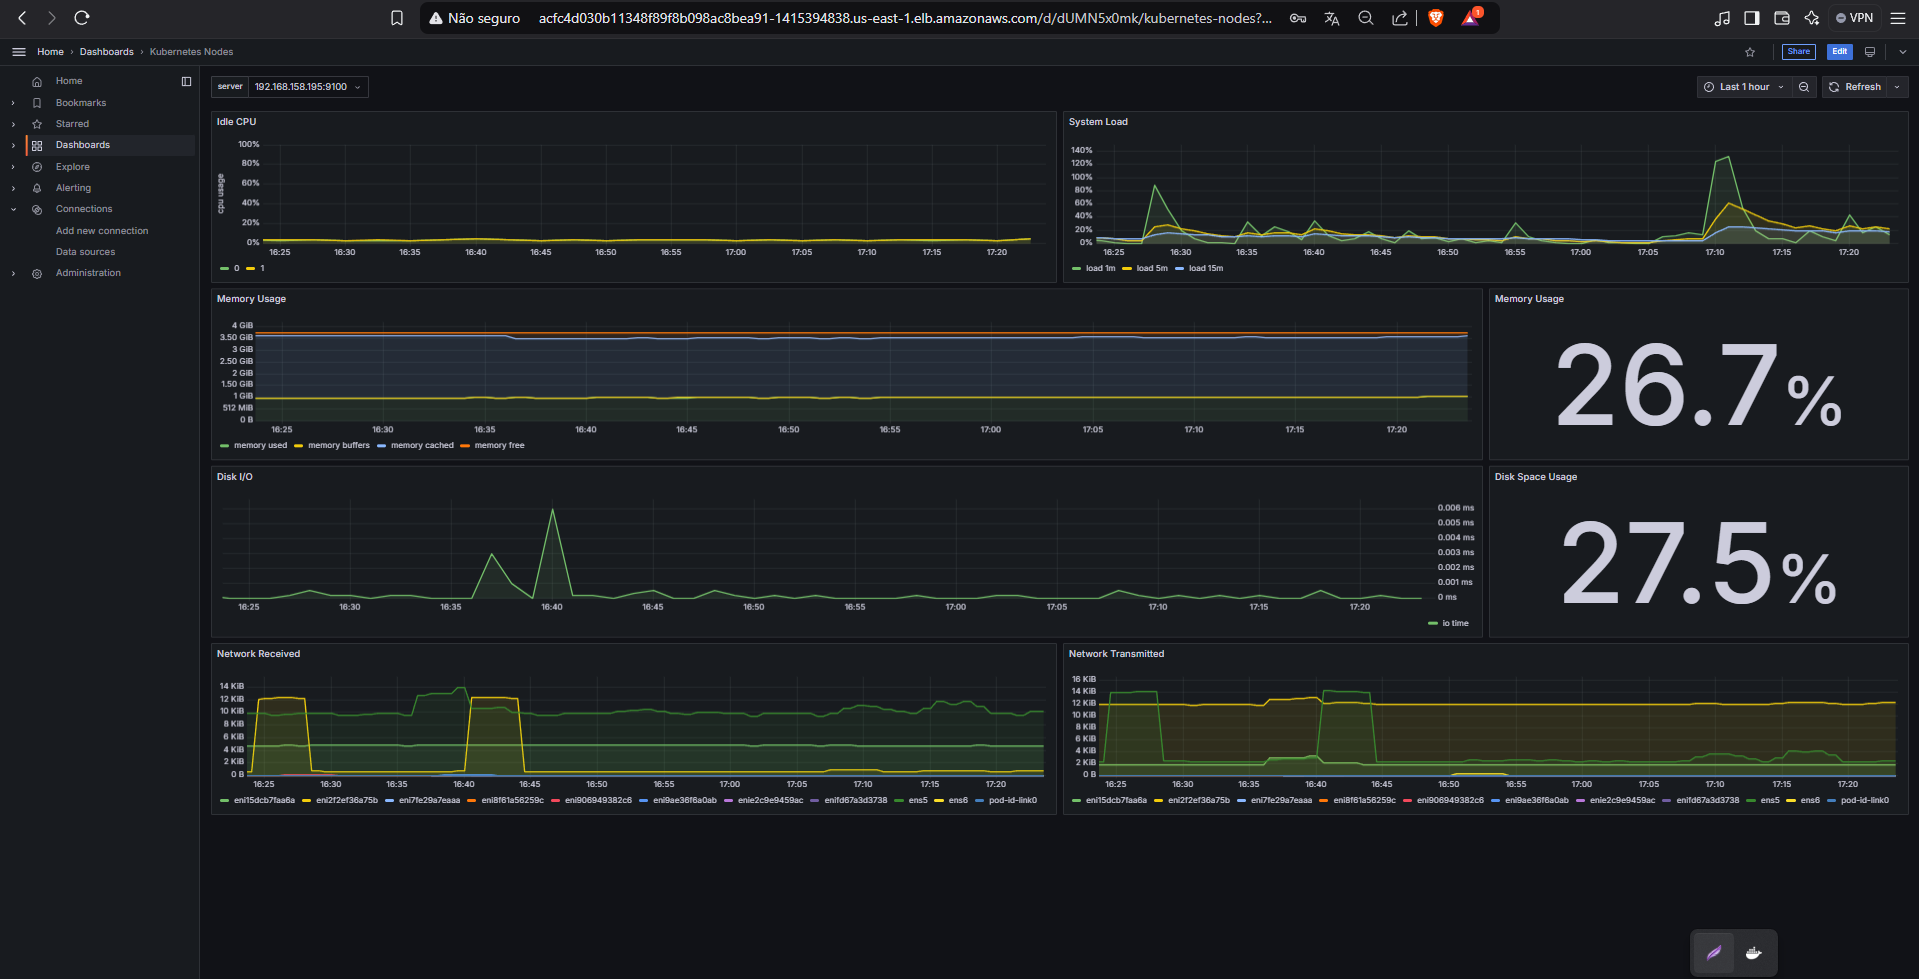 Não seguro acfc4d030b11348f89f8b098ac8bea91-1415394838.us-east-1.elb.amazonaws.com/d/dUMN5x0mk/kubernetes-nodes?... 1 VPN
Home › Dashboards › Kubernetes Nodes Share Edit
Home
Bookmarks
Starred
Dashboards
Explore
Alerting
Connections
Add new connection
Data sources
Administration
server 192.168.158.195:9100 Last 1 hour Refresh
Idle CPU
cpu usage
100%
80%
60%
40%
20%
0%
16:25 16:30 16:35 16:40 16:45 16:50 16:55 17:00 17:05 17:10 17:15 17:20
0 1
System Load
140%
120%
100%
80%
60%
40%
20%
0%
16:25 16:30 16:35 16:40 16:45 16:50 16:55 17:00 17:05 17:10 17:15 17:20
load 1m load 5m load 15m
Memory Usage
4 GiB
3.50 GiB
3 GiB
2.50 GiB
2 GiB
1.50 GiB
1 GiB
512 MiB
0 B
16:25 16:30 16:35 16:40 16:45 16:50 16:55 17:00 17:05 17:10 17:15 17:20
memory used memory buffers memory cached memory free
Memory Usage
26.7%
Disk I/O
0.006 ms
0.005 ms
0.004 ms
0.003 ms
0.002 ms
0.001 ms
0 ms
16:25 16:30 16:35 16:40 16:45 16:50 16:55 17:00 17:05 17:10 17:15 17:20
io time
Disk Space Usage
27.5%
Network Received
14 KiB
12 KiB
10 KiB
8 KiB
6 KiB
4 KiB
2 KiB
0 B
16:25 16:30 16:35 16:40 16:45 16:50 16:55 17:00 17:05 17:10 17:15 17:20
eni15dcb7faa6a eni2f2ef36a75b eni7fe29a7eaaa eni8f61a56259c eni906949382c6 eni9ae36f6a0ab enie2c9e9459ac enifd67a3d3738 ens5 ens6 pod-id-link0
Network Transmitted
16 KiB
14 KiB
12 KiB
10 KiB
8 KiB
6 KiB
4 KiB
2 KiB
0 B
16:25 16:30 16:35 16:40 16:45 16:50 16:55 17:00 17:05 17:10 17:15 17:20
eni15dcb7faa6a eni2f2ef36a75b eni7fe29a7eaaa eni8f61a56259c eni906949382c6 eni9ae36f6a0ab enie2c9e9459ac enifd67a3d3738 ens5 ens6 pod-id-link0